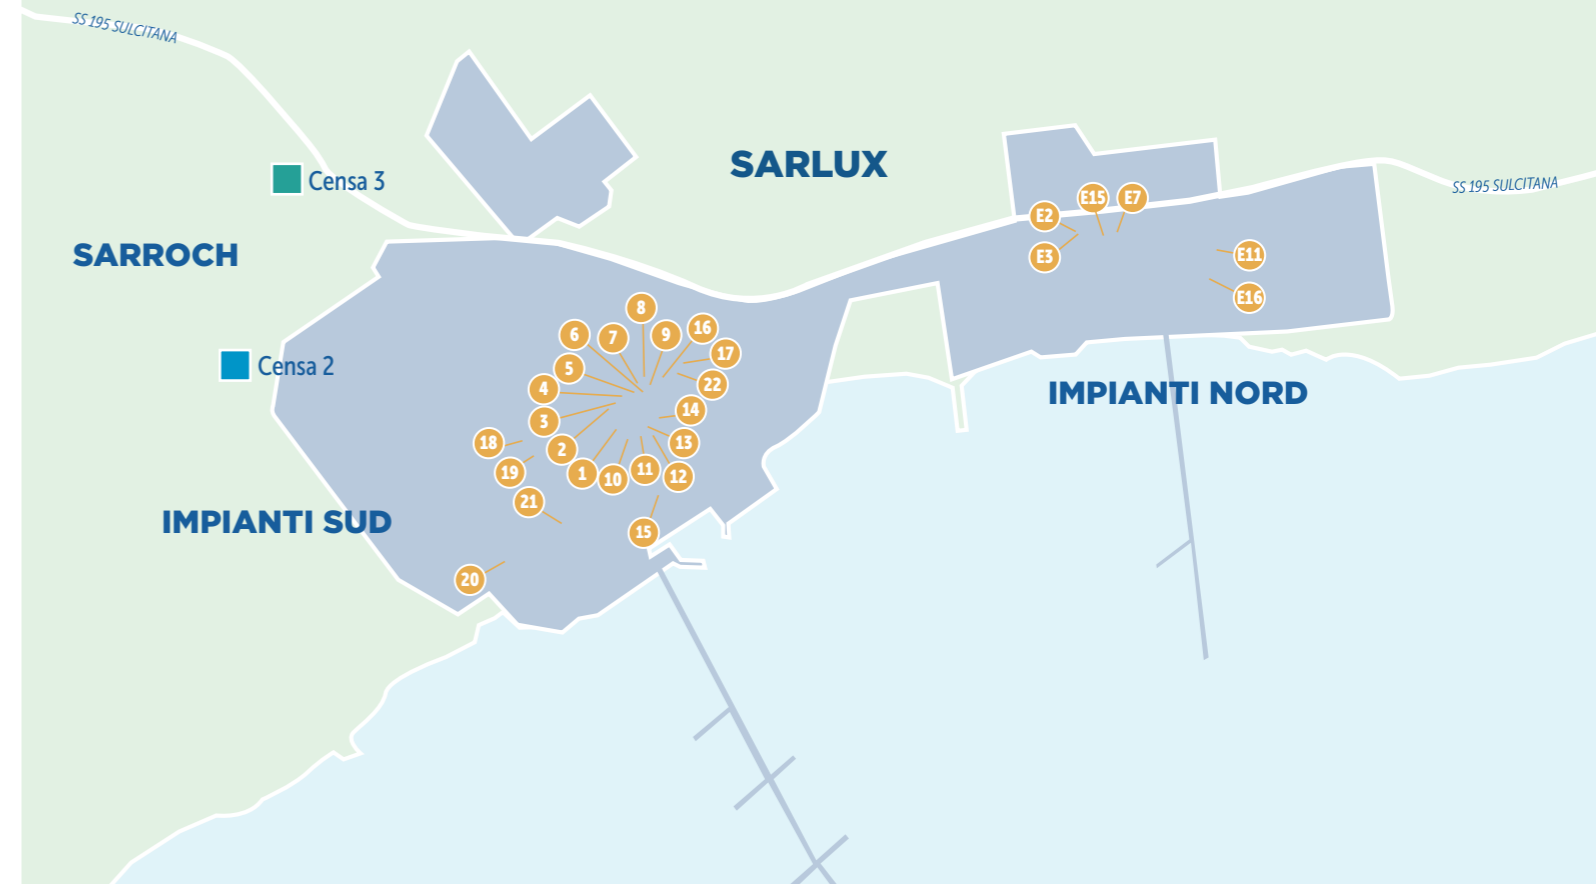 SS 195 SULCITANA
SARLUX
Censa 3
SS 195 SULCITANA
E15
E7
E2
SARROCH
E3
E11
E16
8
6
7
9
16
17
Censa 2
5
22
4
14
3
18
2
13
19
1
10
11
12
21
IMPIANTI NORD
IMPIANTI SUD
15
20